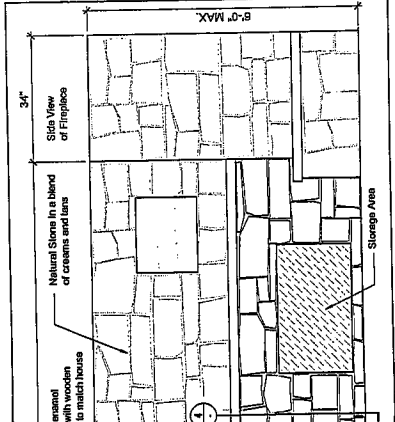 6'-0" MAX.
34"
Side View
of Fireplace
Natural Stone in a blend
of creams and tans
enamel
with wooden
to match house
4
Storage Area